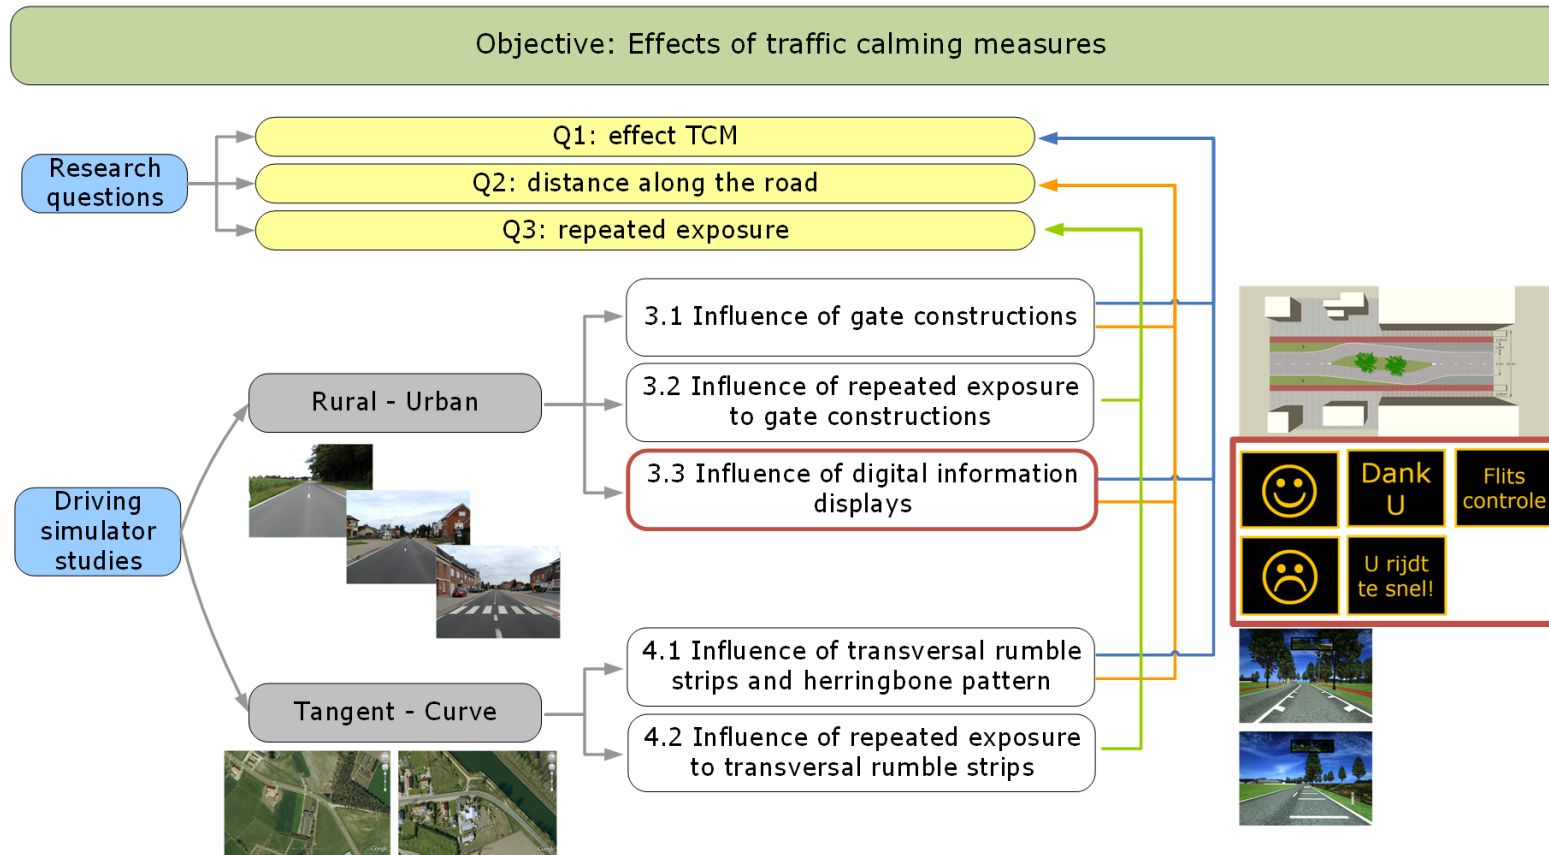 Objective: Effects of traffic calming measures
Research
questions
Q1: effect TCM
Q2: distance along the road
Q3: repeated exposure
Driving
simulator
studies
Rural - Urban
3.1 Influence of gate constructions
3.2 Influence of repeated exposure
to gate constructions
3.3 Influence of digital information
displays
Tangent - Curve
4.1 Influence of transversal rumble
strips and herringbone pattern
4.2 Influence of repeated exposure
to transversal rumble strips
Dank
U
Flits
controle
U rijdt
te snel!
Google
Google